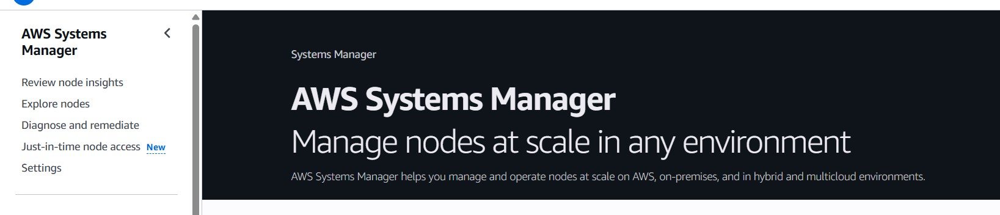 AWS Systems
Manager
Review node insights
Explore nodes
Diagnose and remediate
Just-in-time node access New
Settings
Systems Manager
AWS Systems Manager
Manage nodes at scale in any environment
AWS Systems Manager helps you manage and operate nodes at scale on AWS, on-premises, and in hybrid and multicloud environments.